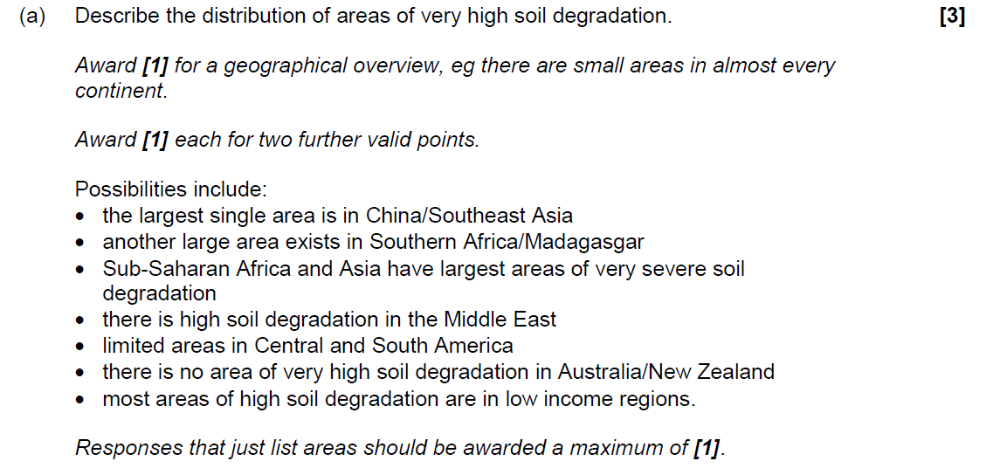 (a) Describe the distribution of areas of very high soil degradation. [3]
Award [1] for a geographical overview, eg there are small areas in almost every
continent.
Award [1] each for two further valid points.
Possibilities include:
• the largest single area is in China/Southeast Asia
• another large area exists in Southern Africa/Madagasgar
• Sub-Saharan Africa and Asia have largest areas of very severe soil
degradation
• there is high soil degradation in the Middle East
• limited areas in Central and South America
• there is no area of very high soil degradation in Australia/New Zealand
• most areas of high soil degradation are in low income regions.
Responses that just list areas should be awarded a maximum of [1].